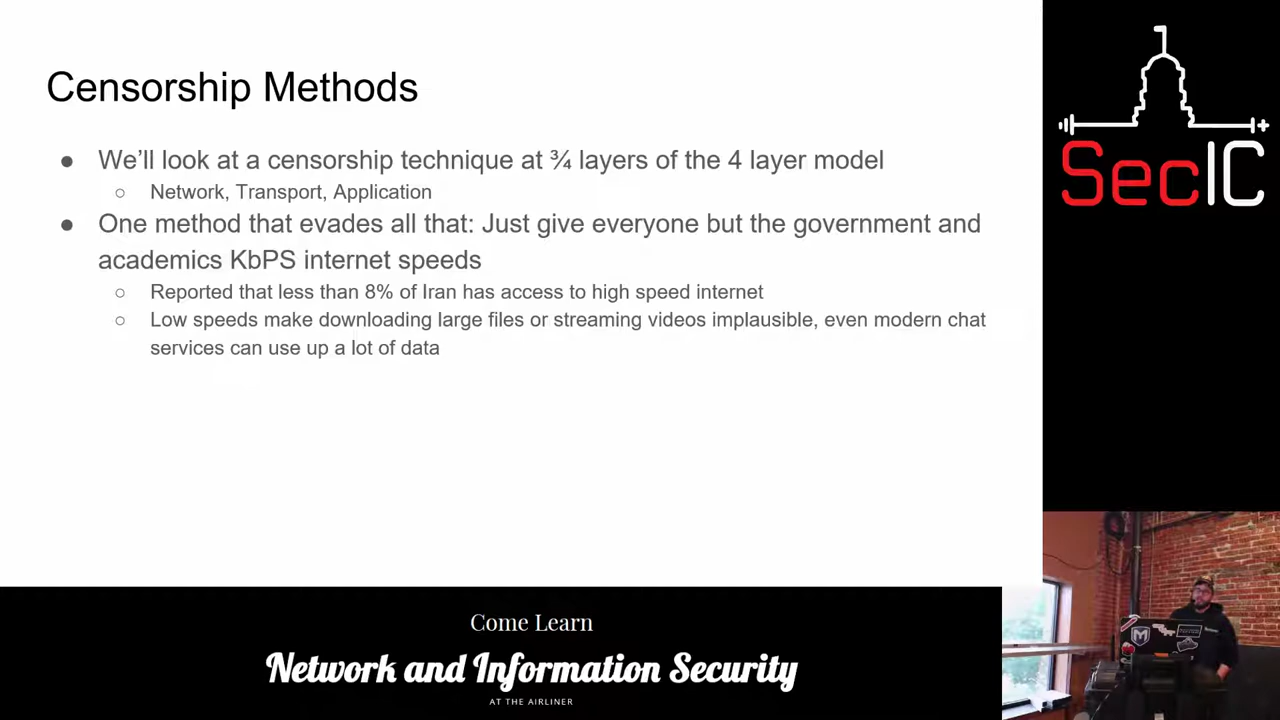 Censorship Methods
● We'll look at a censorship technique at ¾ layers of the 4 layer model
○ Network, Transport, Application
● One method that evades all that: Just give everyone but the government and
academics KbPS internet speeds
○ Reported that less than 8% of Iran has access to high speed internet
○ Low speeds make downloading large files or streaming videos implausible, even modern chat
services can use up a lot of data
SecIC
Come Learn
Network and Information Security
AT THE AIRLINER